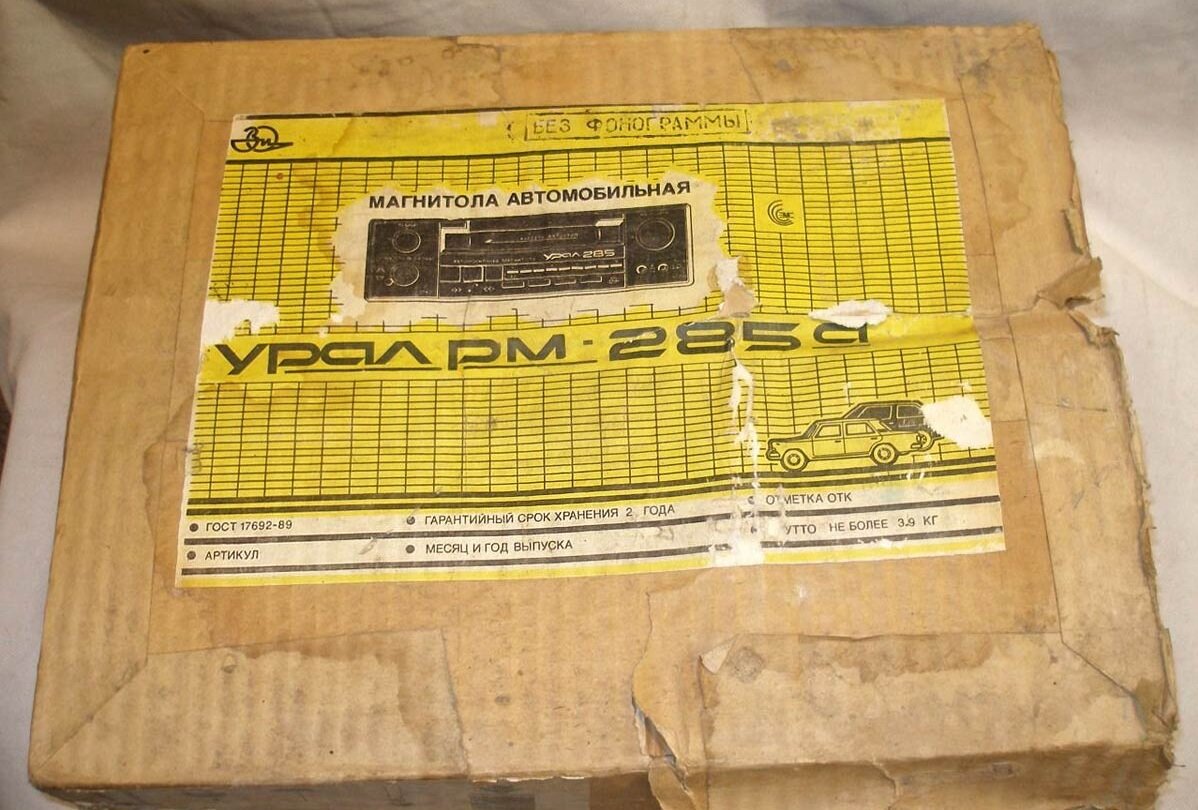 БЕЗ ФОНОГРАММЫ
МАГНИТОЛА АВТОМОБИЛЬНАЯ
УРАЛ 285
УРАЛ РМ-285а
ГОСТ 17692-89
АРТИКУЛ
ГАРАНТИЙНЫЙ СРОК ХРАНЕНИЯ 2 ГОДА
МЕСЯЦ И ГОД ВЫПУСКА
ОТМЕТКА ОТК
НЕ БОЛЕЕ 3.9 КГ